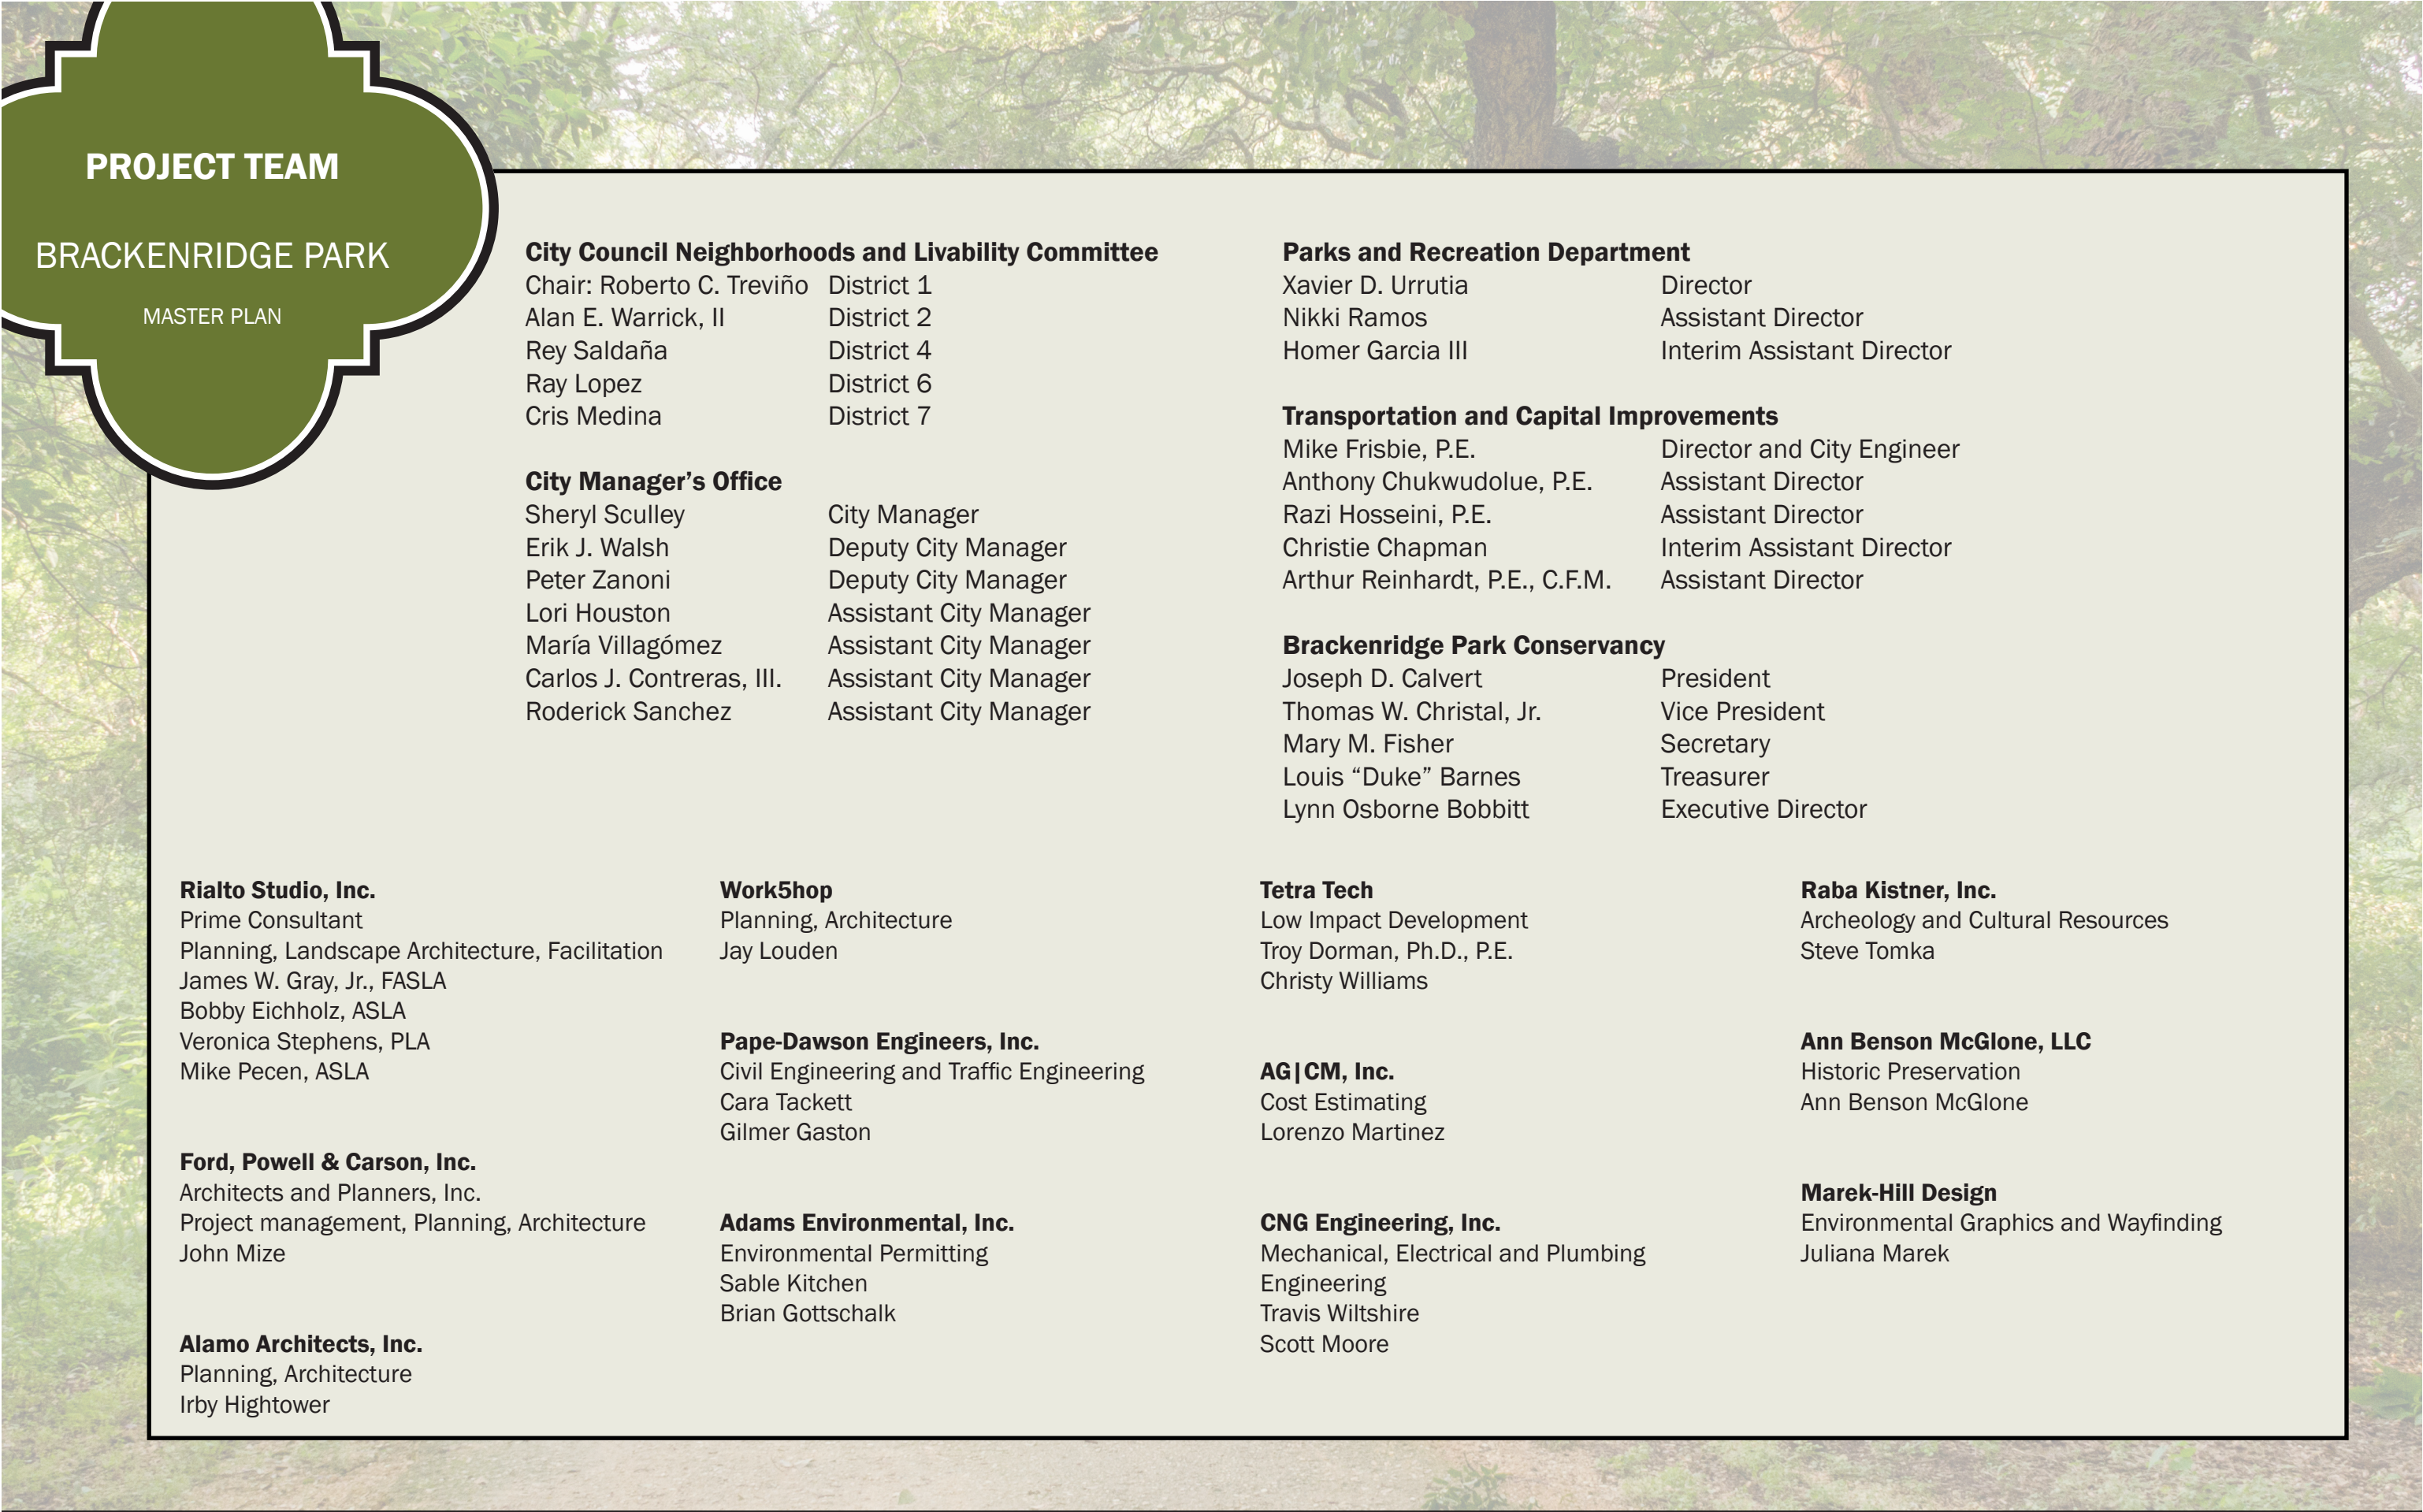 PROJECT TEAM
BRACKENRIDGE PARK
MASTER PLAN
City Council Neighborhoods and Livability Committee
Chair: Roberto C. Treviño District 1
Alan E. Warrick, II District 2
Rey Saldaña District 4
Ray Lopez District 6
Cris Medina District 7
City Manager’s Office
Sheryl Sculley City Manager
Erik J. Walsh Deputy City Manager
Peter Zanoni Deputy City Manager
Lori Houston Assistant City Manager
María Villagómez Assistant City Manager
Carlos J. Contreras, III. Assistant City Manager
Roderick Sanchez Assistant City Manager
Parks and Recreation Department
Xavier D. Urrutia Director
Nikki Ramos Assistant Director
Homer Garcia III Interim Assistant Director
Transportation and Capital Improvements
Mike Frisbie, P.E. Director and City Engineer
Anthony Chukwudolue, P.E. Assistant Director
Razi Hosseini, P.E. Assistant Director
Christie Chapman Interim Assistant Director
Arthur Reinhardt, P.E., C.F.M. Assistant Director
Brackenridge Park Conservancy
Joseph D. Calvert President
Thomas W. Christal, Jr. Vice President
Mary M. Fisher Secretary
Louis “Duke” Barnes Treasurer
Lynn Osborne Bobbitt Executive Director
Rialto Studio, Inc.
Prime Consultant
Planning, Landscape Architecture, Facilitation
James W. Gray, Jr., FASLA
Bobby Eichholz, ASLA
Veronica Stephens, PLA
Mike Pecen, ASLA
Ford, Powell & Carson, Inc.
Architects and Planners, Inc.
Project management, Planning, Architecture
John Mize
Alamo Architects, Inc.
Planning, Architecture
Irby Hightower
Work5hop
Planning, Architecture
Jay Louden
Pape-Dawson Engineers, Inc.
Civil Engineering and Traffic Engineering
Cara Tackett
Gilmer Gaston
Adams Environmental, Inc.
Environmental Permitting
Sable Kitchen
Brian Gottschalk
Tetra Tech
Low Impact Development
Troy Dorman, Ph.D., P.E.
Christy Williams
AG|CM, Inc.
Cost Estimating
Lorenzo Martinez
CNG Engineering, Inc.
Mechanical, Electrical and Plumbing
Engineering
Travis Wiltshire
Scott Moore
Raba Kistner, Inc.
Archeology and Cultural Resources
Steve Tomka
Ann Benson McGlone, LLC
Historic Preservation
Ann Benson McGlone
Marek-Hill Design
Environmental Graphics and Wayfinding
Juliana Marek